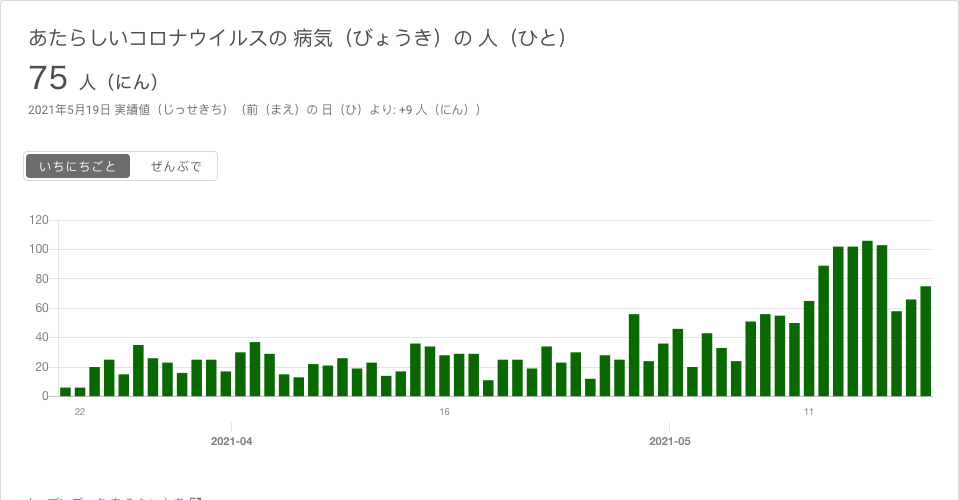 あたらしいコロナウイルスの 病気（びょうき）の 人（ひと）
75 人（にん）
2021年5月19日 実績値（じっせきち）（前（まえ）の 日（ひ）より: +9 人（にん））
いちにちごと ぜんぶで
120
100
80
60
40
20
0
22 16 11
2021-04 2021-05